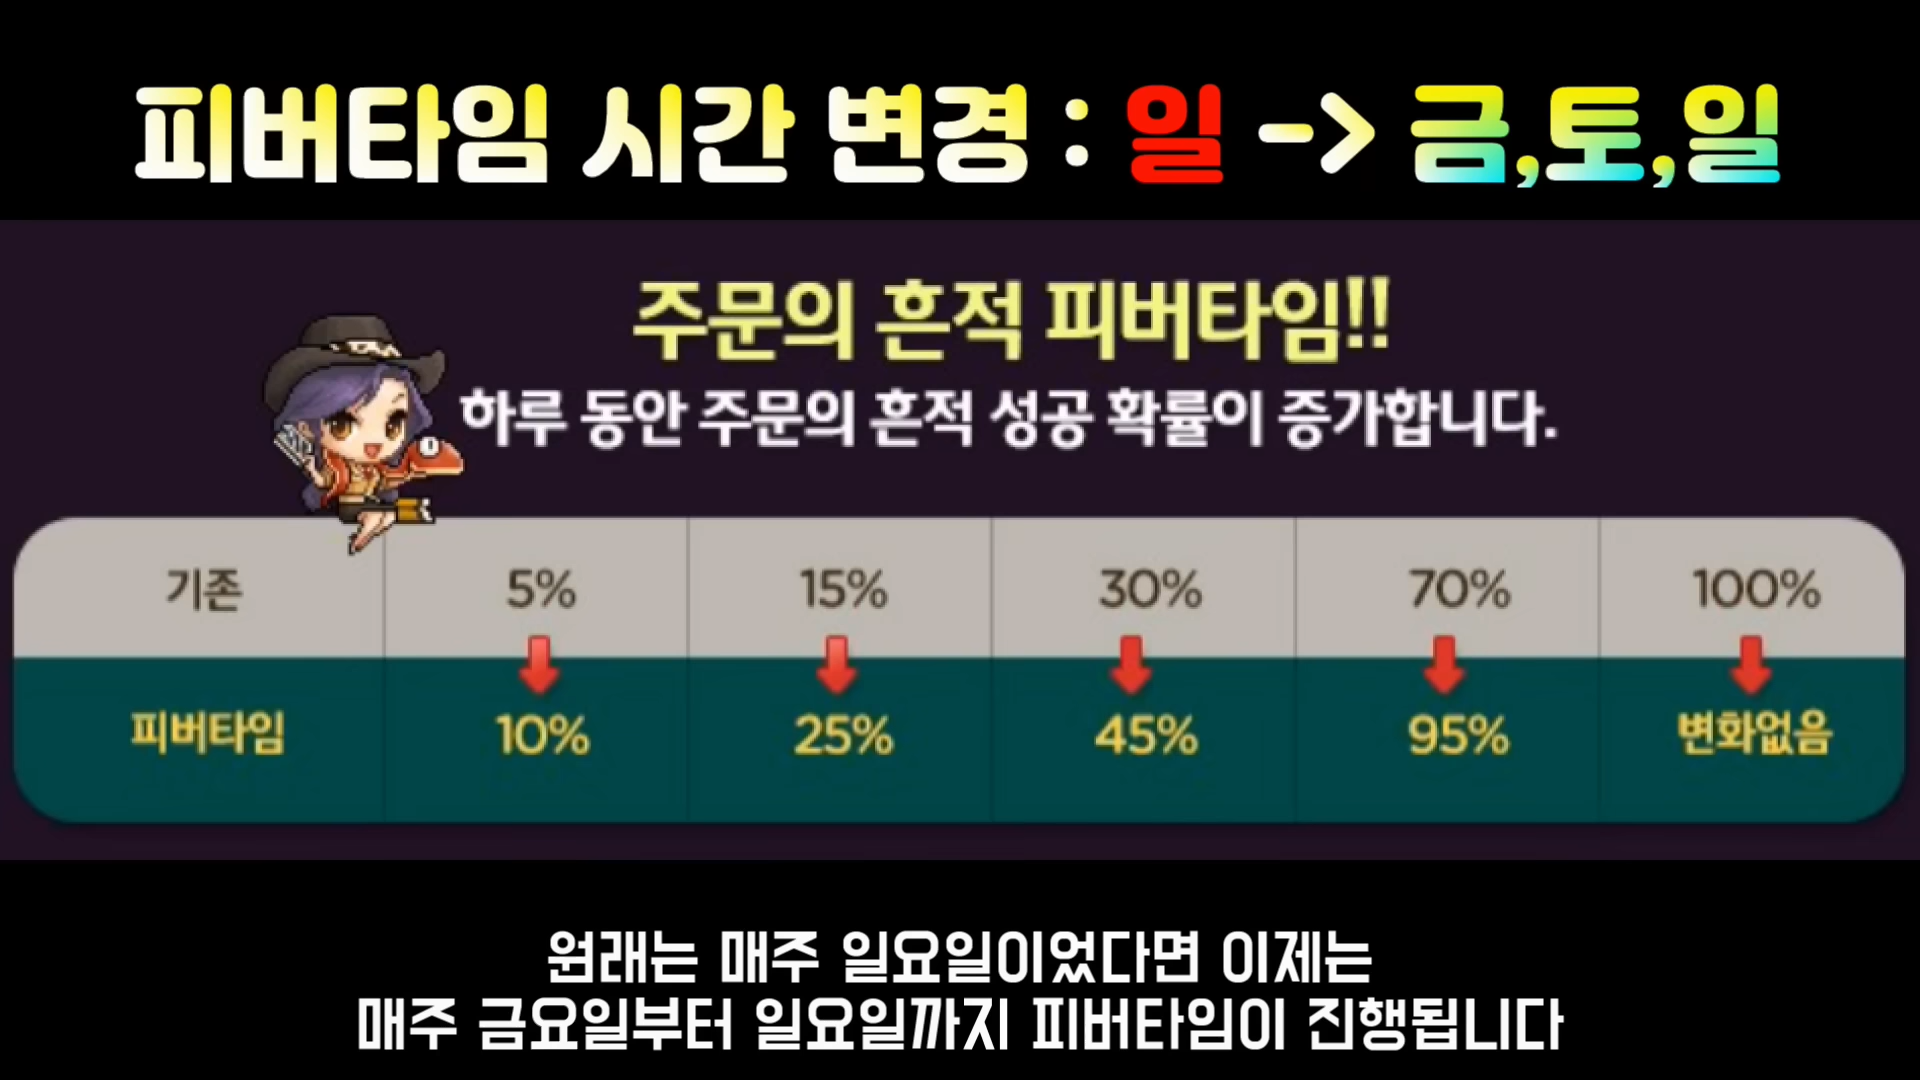 피버타임 시간 변경 : 일 -> 금,토,일
주문의 흔적 피버타임!!
하루 동안 주문의 흔적 성공 확률이 증가합니다.
기존 5% 15% 30% 70% 100%
피버타임 10% 25% 45% 95% 변화없음
원래는 매주 일요일이었다면 이제는
매주 금요일부터 일요일까지 피버타임이 진행됩니다